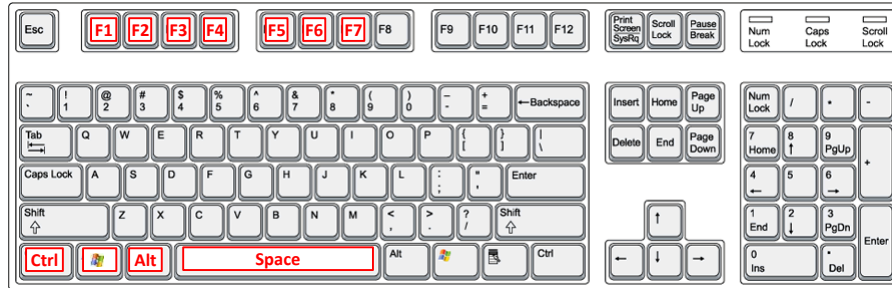 Esc F1 F2 F3 F4 F5 F6 F7 F8 F9 F10 F11 F12 Print Screen SysRq Scroll Lock Pause Break Num Lock Caps Lock Scroll Lock
~ ` ! 1 @ 2 # 3 $ 4 % 5 ^ 6 & 7 * 8 ( 9 ) 0 – - + = ←Backspace Insert Home Page Up Num Lock / * -
Tab Q W E R T Y U I O P { [ } ] | \ Delete End Page Down 7 Home 8 ↑ 9 PgUp +
Caps Lock A S D F G H J K L : ; " ' Enter 4 ← 5 6 →
Shift Z X C V B N M < , > . ? / Shift ↑ 1 End 2 ↓ 3 PgDn Enter
Ctrl Alt Space Alt Ctrl ← ↓ → 0 Ins . Del